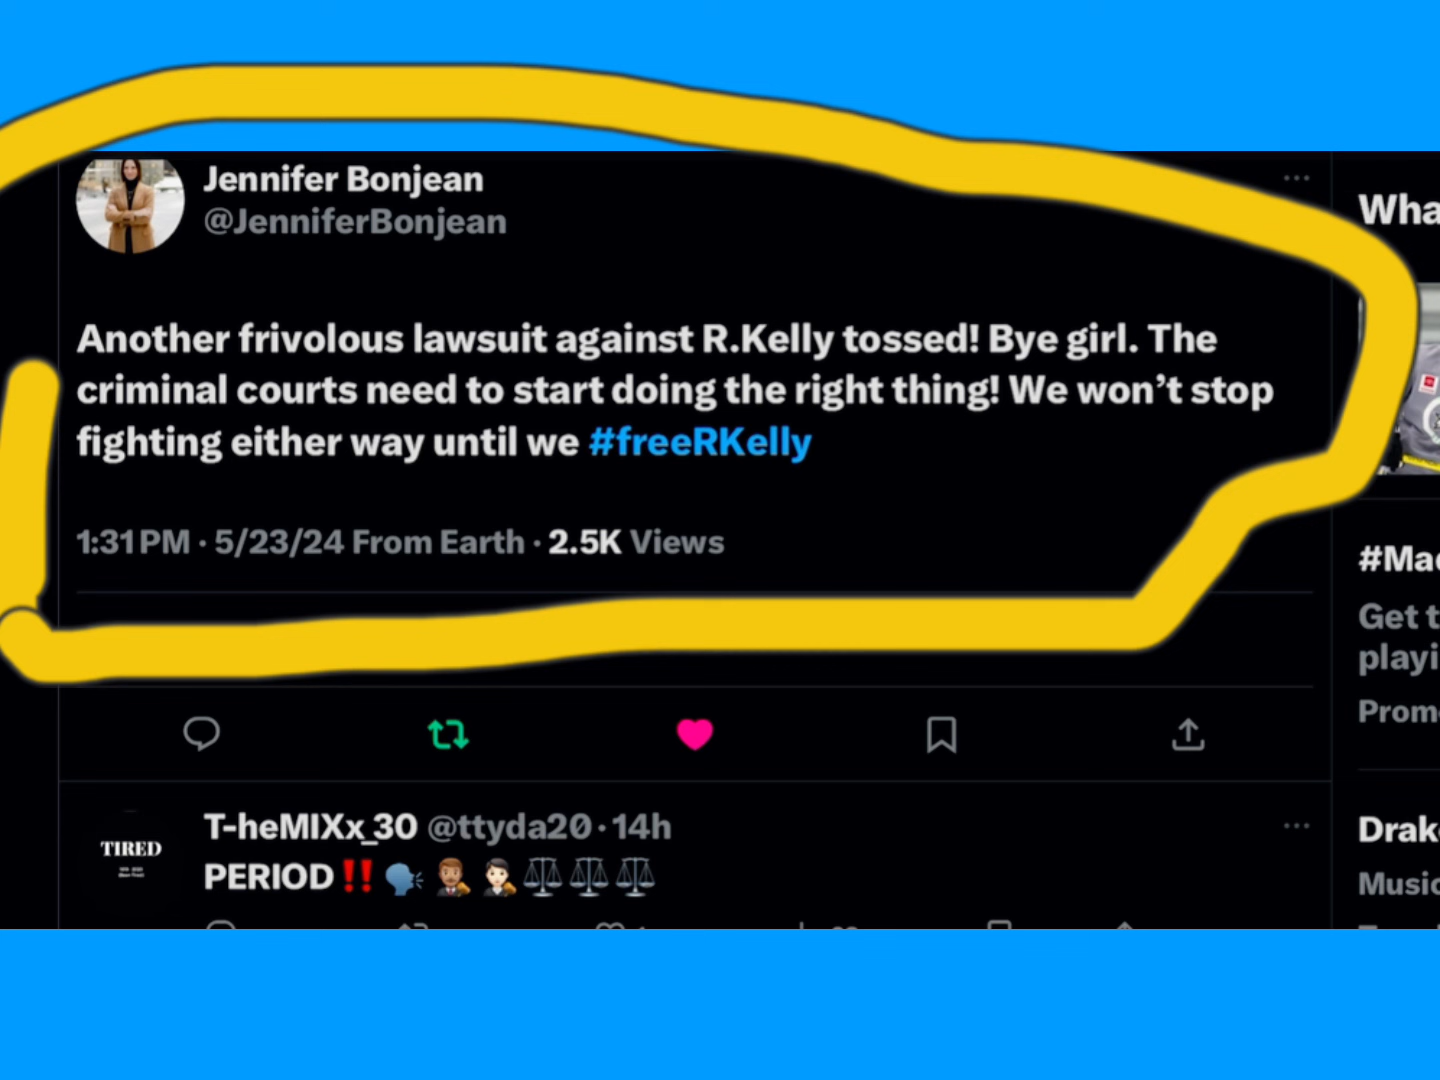 Jennifer Bonjean
@JenniferBonjean
Another frivolous lawsuit against R.Kelly tossed! Bye girl. The
criminal courts need to start doing the right thing! We won’t stop
fighting either way until we #freeRKelly
1:31 PM · 5/23/24 From Earth · 2.5K Views
T-heMIXx_30 @ttyda20 · 14h
TIRED
PERIOD‼️🗣️👨🏽‍⚖️🧑🏻‍⚖️⚖️⚖️⚖️
Wha
#Mad
Get t
playi
Prom
Drak
Music